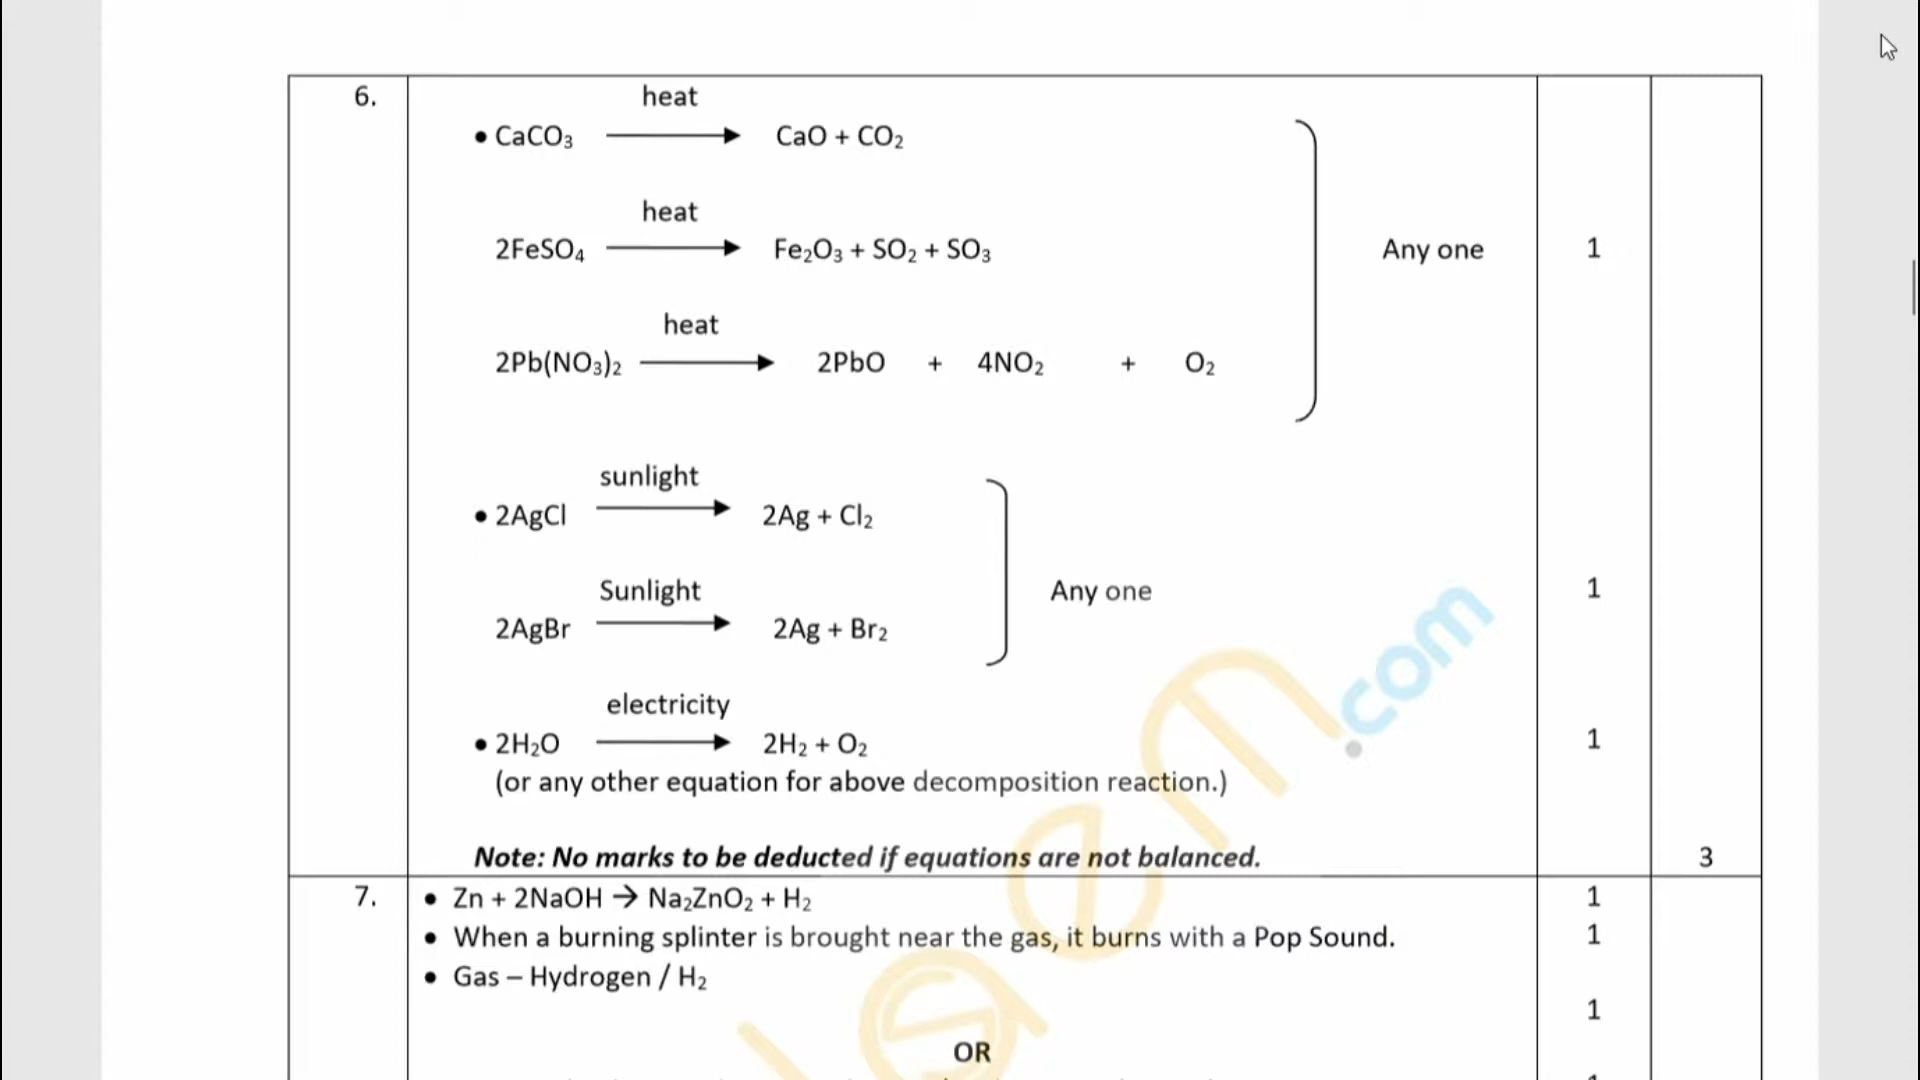 6.
heat
• CaCO₃ ⟶ CaO + CO₂
heat
2FeSO₄ ⟶ Fe₂O₃ + SO₂ + SO₃ Any one 1
heat
2Pb(NO₃)₂ ⟶ 2PbO + 4NO₂ + O₂
sunlight
• 2AgCl ⟶ 2Ag + Cl₂
Sunlight Any one 1
2AgBr ⟶ 2Ag + Br₂
electricity
• 2H₂O ⟶ 2H₂ + O₂ 1
(or any other equation for above decomposition reaction.)
Note: No marks to be deducted if equations are not balanced. 3
7. • Zn + 2NaOH → Na₂ZnO₂ + H₂ 1
• When a burning splinter is brought near the gas, it burns with a Pop Sound. 1
• Gas – Hydrogen / H₂
1
OR
.com